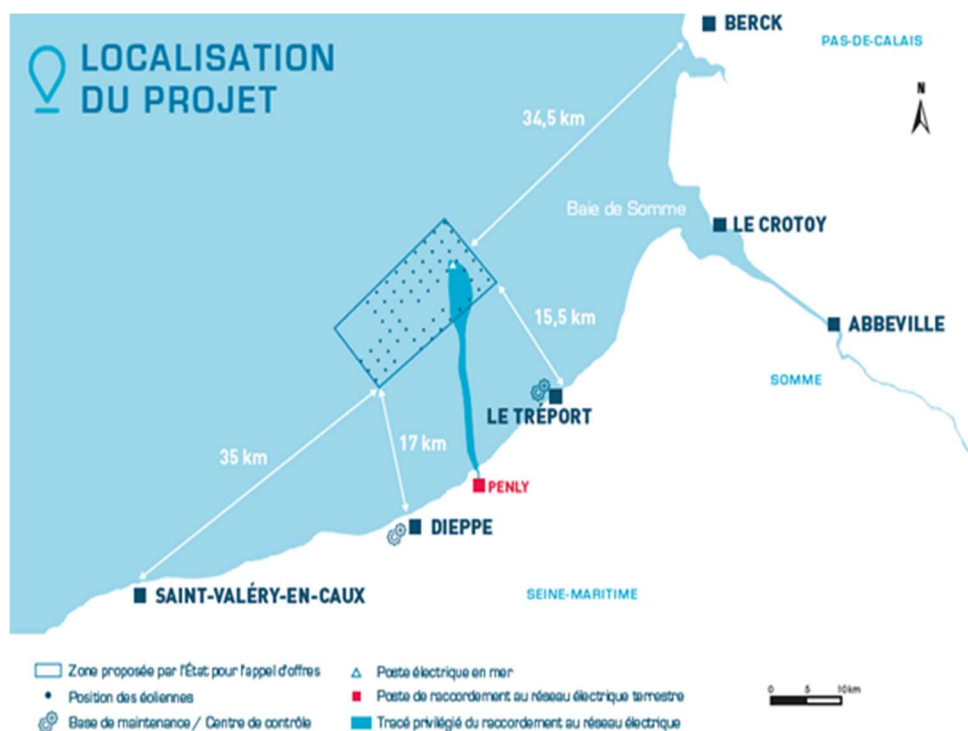 LOCALISATION
DU PROJET
BERCK
PAS-DE-CALAIS
N
34,5 km
Baie de Somme
LE CROTOY
15,5 km
ABBEVILLE
SOMME
LE TRÉPORT
17 km
35 km
PENLY
DIEPPE
SAINT-VALÉRY-EN-CAUX
SEINE-MARITIME
Zone proposée par l'État pour l'appel d'offres
Position des éoliennes
Base de maintenance / Centre de contrôle
Poste électrique en mer
Poste de raccordement au réseau électrique terrestre
Tracé privilégié du raccordement au réseau électrique
0 5 10 km